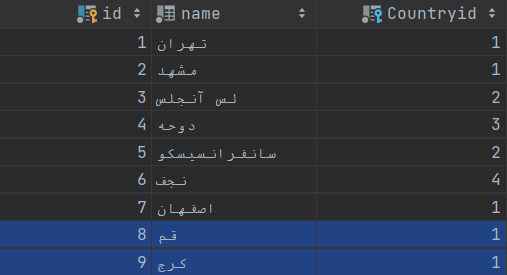 id name Countryid
1 تهران 1
2 مشهد 1
3 لس آنجلس 2
4 دوحه 3
5 سانفرانسیسکو 2
6 نجف 4
7 اصفهان 1
8 قم 1
9 کرج 1